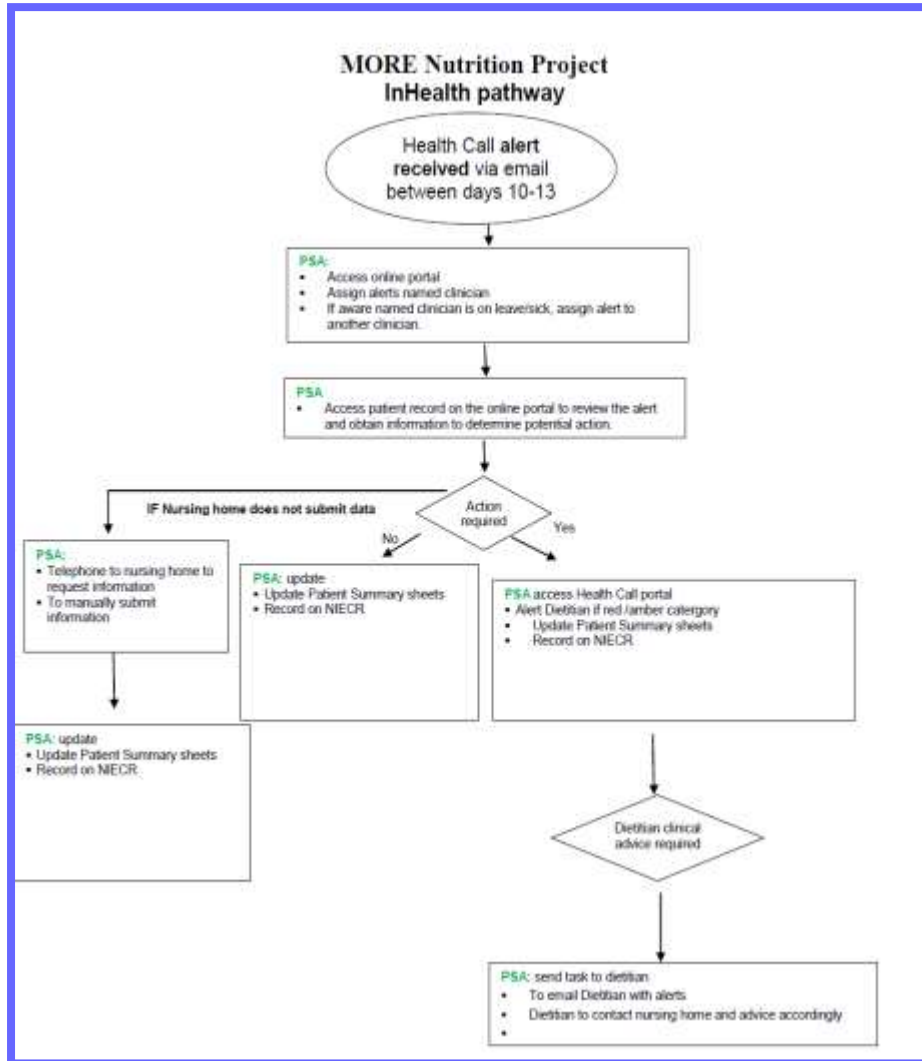 MORE Nutrition Project
InHealth pathway
Health Call alert
received via email
between days 10-13
PSA:
• Access online portal
• Assign alerts named clinician
• If aware named clinician is on leave/sick, assign alert to
another clinician.
PSA
• Access patient record on the online portal to review the alert
and obtain information to determine potential action.
IF Nursing home does not submit data
Action
required
No
Yes
PSA:
• Telephone to nursing home to
request information
• To manually submit
information
PSA: update
• Update Patient Summary sheets
• Record on NIECR
PSA access Health Call portal
• Alert Dietitian if red /amber catergory
• Update Patient Summary sheets
• Record on NIECR
PSA: update
• Update Patient Summary sheets
• Record on NIECR
Dietitian clinical
advice required
PSA: send task to dietitian
• To email Dietitian with alerts
• Dietitian to contact nursing home and advice accordingly
•